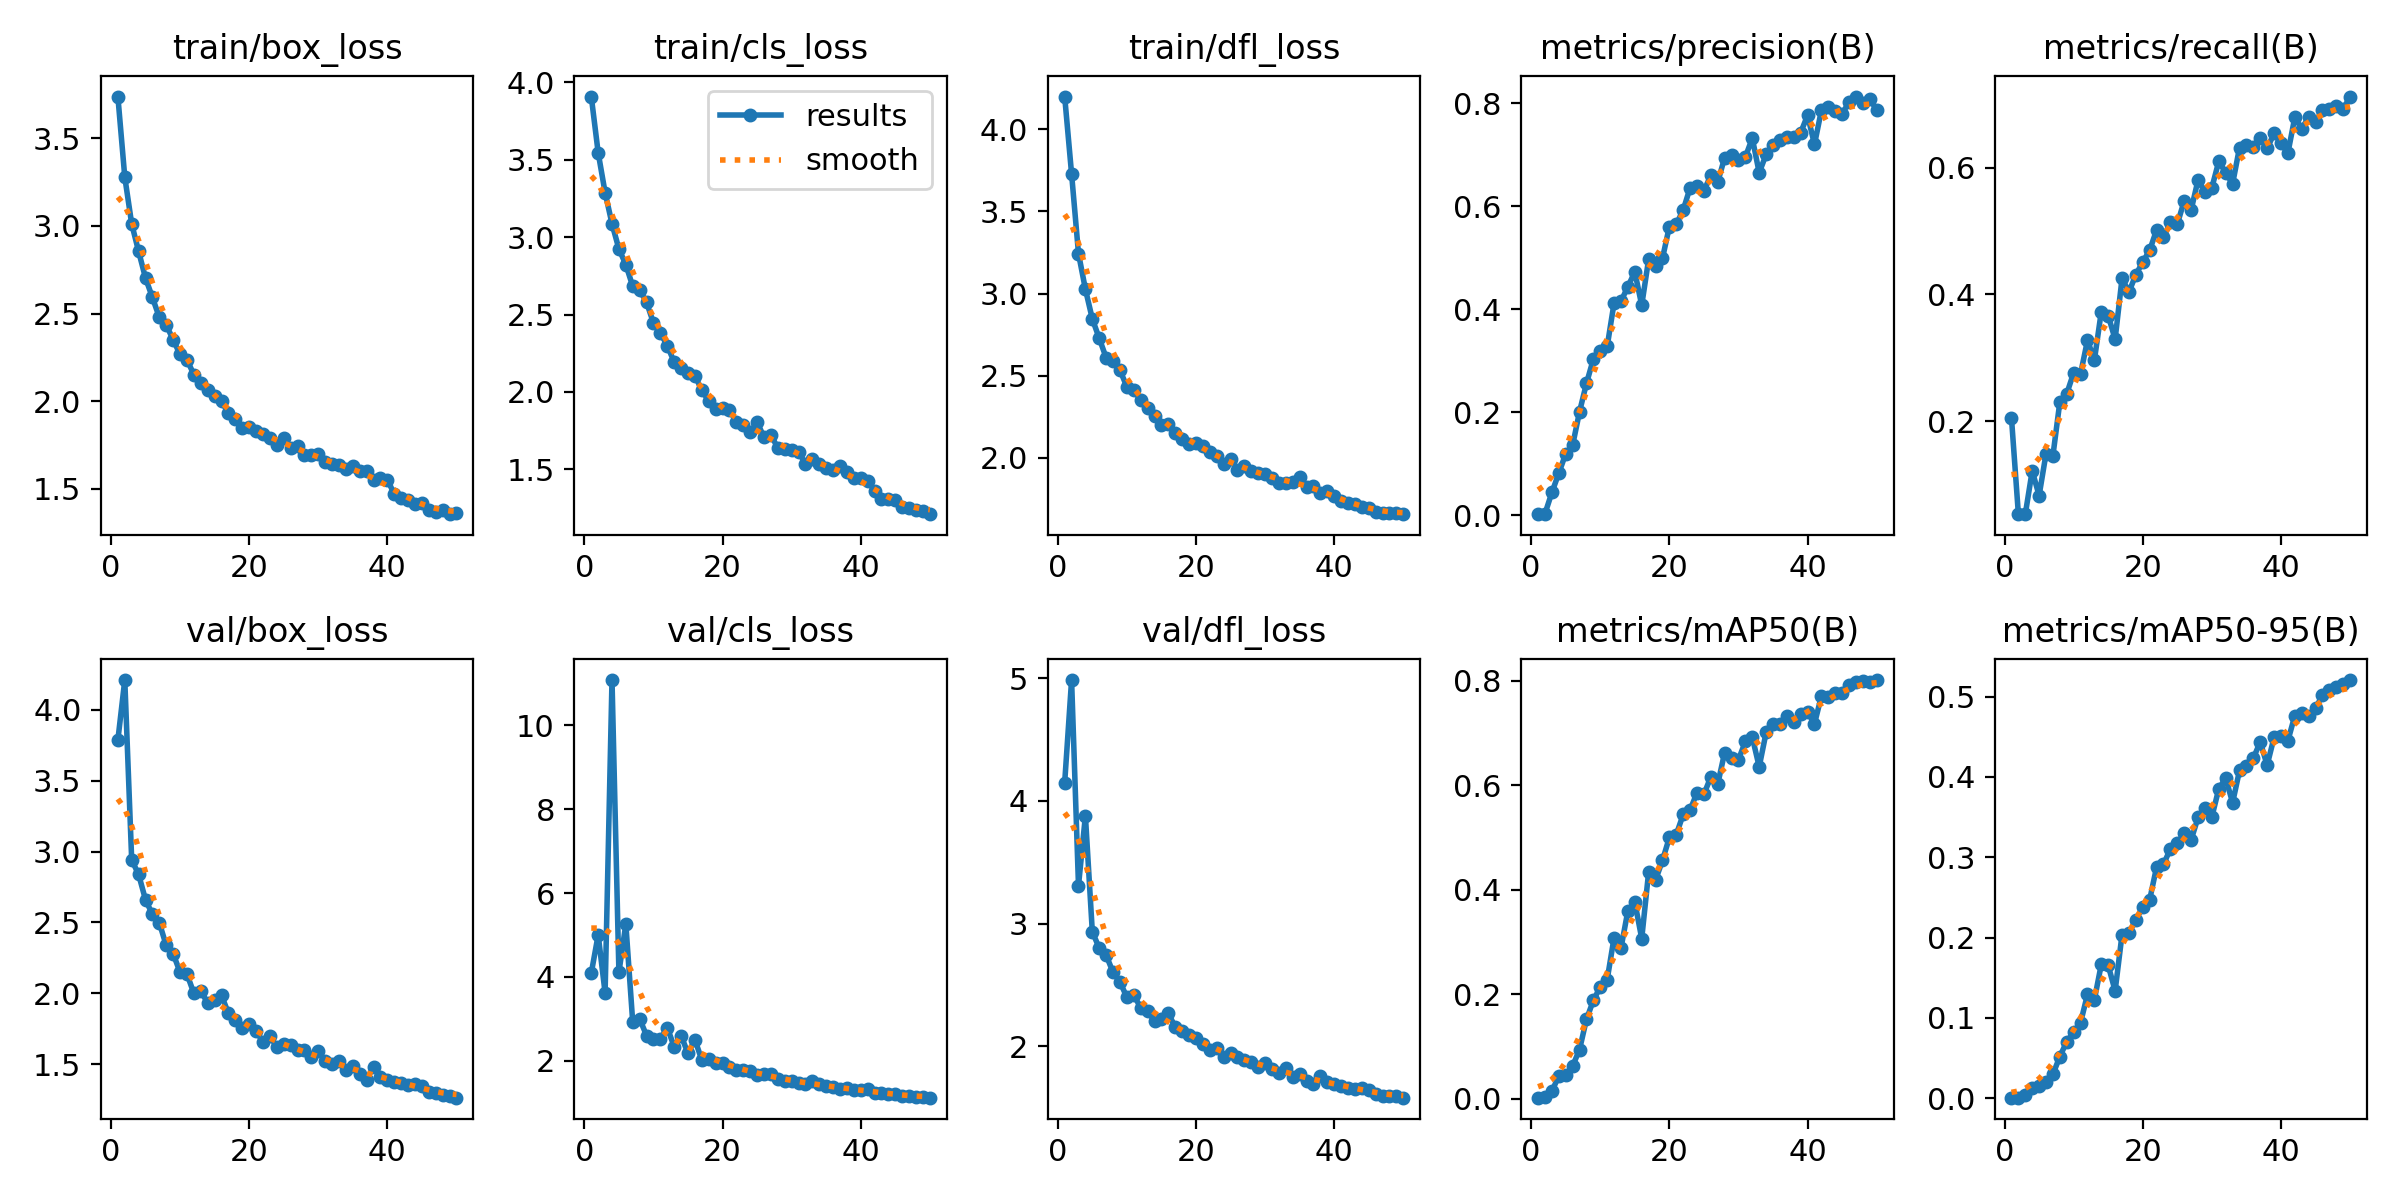 train/box_loss
train/cls_loss
train/dfl_loss
metrics/precision(B)
metrics/recall(B)
3.5
3.0
2.5
2.0
1.5
0 20 40
4.0
3.5
3.0
2.5
2.0
1.5
results
smooth
0 20 40
4.0
3.5
3.0
2.5
2.0
0 20 40
0.8
0.6
0.4
0.2
0.0
0 20 40
0.6
0.4
0.2
0 20 40
val/box_loss
val/cls_loss
val/dfl_loss
metrics/mAP50(B)
metrics/mAP50-95(B)
4.0
3.5
3.0
2.5
2.0
1.5
0 20 40
10
8
6
4
2
0 20 40
5
4
3
2
0 20 40
0.8
0.6
0.4
0.2
0.0
0 20 40
0.5
0.4
0.3
0.2
0.1
0.0
0 20 40